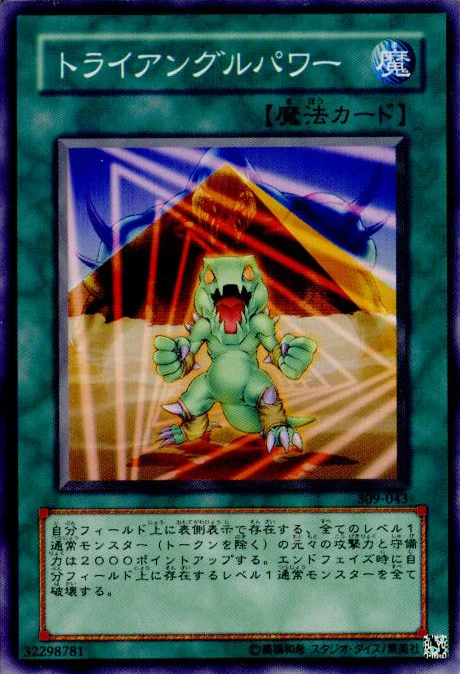 トライアングルパワー
魔
【魔法カード】
309-043
自分フィールド上に表側表示で存在する、全てのレベル1
通常モンスター（トークンを除く）の元々の攻撃力と守備
力は2000ポイントアップする。エンドフェイズ時に自
分フィールド上に存在するレベル1通常モンスターを全て
破壊する。
32298781
©高橋和希 スタジオ・ダイス/集英社